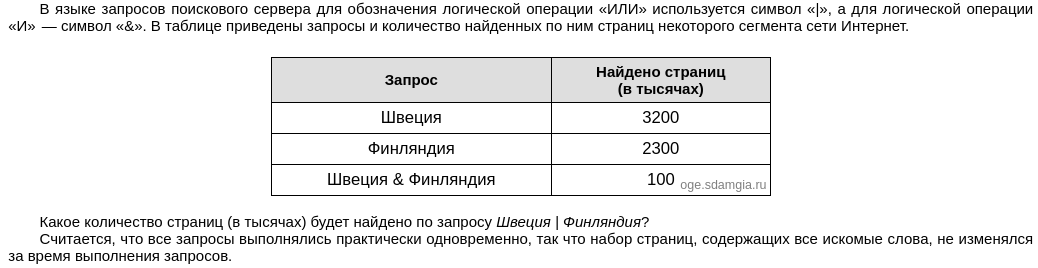 В языке запросов поискового сервера для обозначения логической операции «ИЛИ» используется символ «|», а для логической операции
«И» — символ «&». В таблице приведены запросы и количество найденных по ним страниц некоторого сегмента сети Интернет.
Запрос Найдено страниц
(в тысячах)
Швеция 3200
Финляндия 2300
Швеция & Финляндия 100 oge.sdamgia.ru
Какое количество страниц (в тысячах) будет найдено по запросу Швеция | Финляндия?
Считается, что все запросы выполнялись практически одновременно, так что набор страниц, содержащих все искомые слова, не изменялся
за время выполнения запросов.